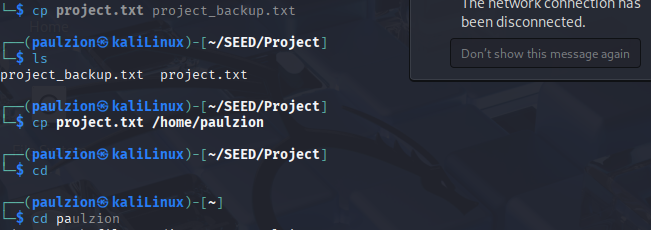 └─$ cp project.txt project_backup.txt
The network connection has
been disconnected.
Don't show this message again
┌──(paulzion㉿kaliLinux)-[~/SEED/Project]
└─$ ls
project_backup.txt  project.txt
┌──(paulzion㉿kaliLinux)-[~/SEED/Project]
└─$ cp project.txt /home/paulzion
┌──(paulzion㉿kaliLinux)-[~/SEED/Project]
└─$ cd
┌──(paulzion㉿kaliLinux)-[~]
└─$ cd paulzion